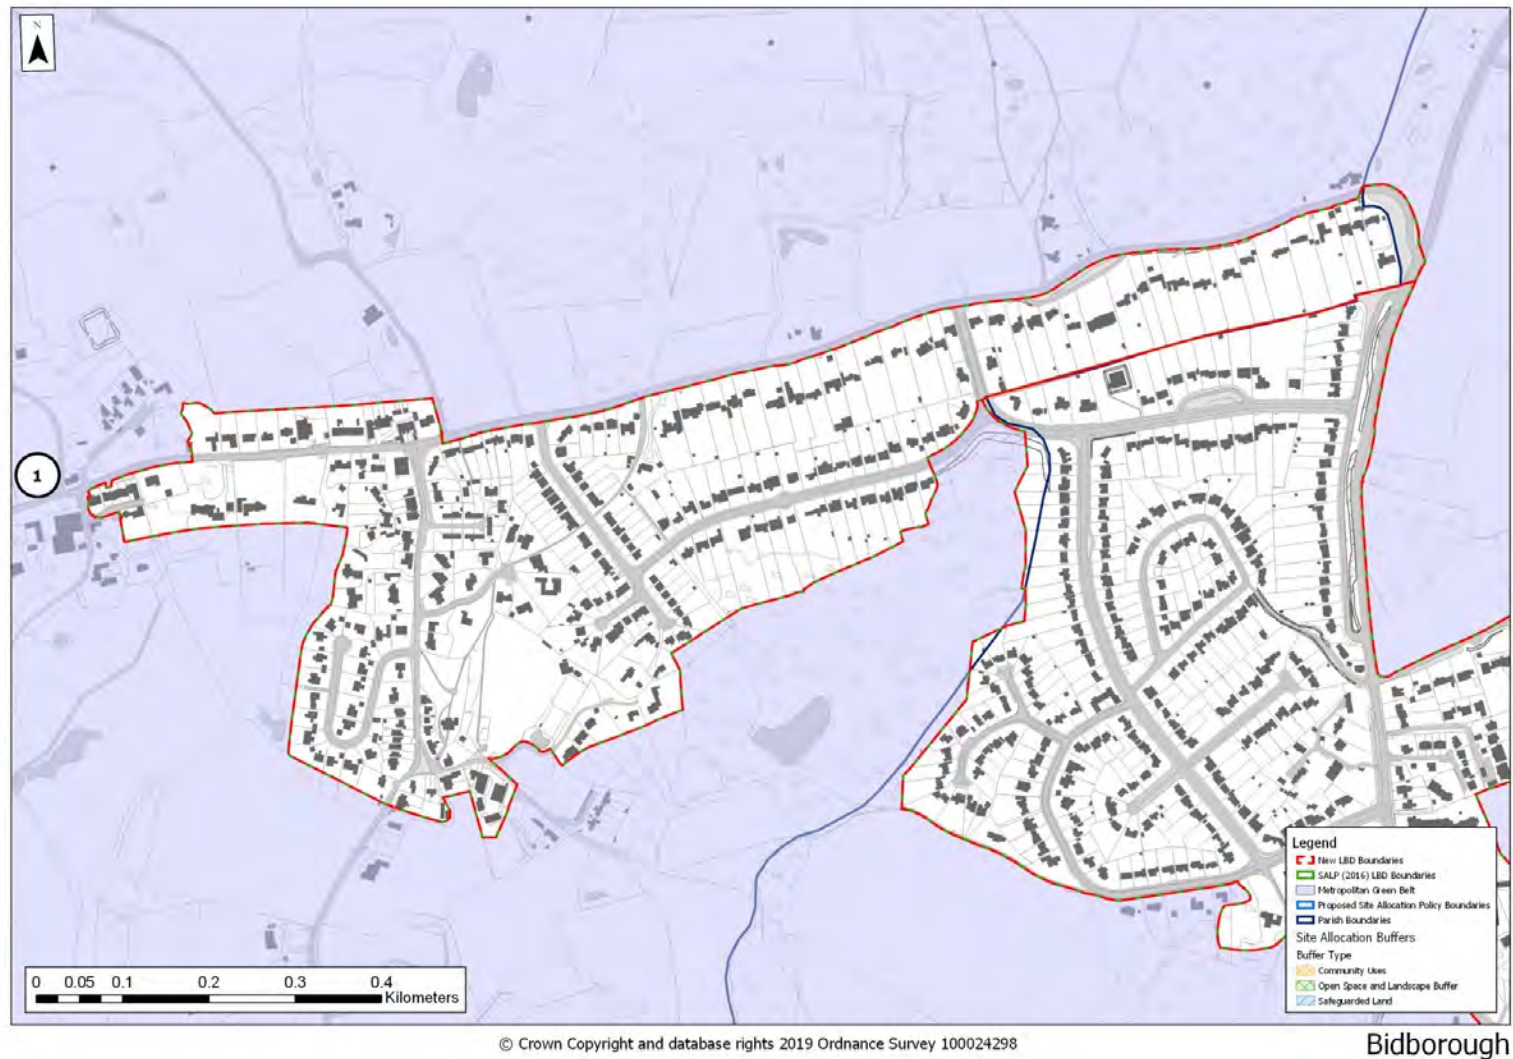 N
1
Legend
New LBD Boundaries
SALP (2016) LBD Boundaries
Metropolitan Green Belt
Proposed Site Allocation Policy Boundaries
Parish Boundaries
Site Allocation Buffers
Buffer Type
Community Uses
Open Space and Landscape Buffer
Safeguarded Land
0 0.05 0.1 0.2 0.3 0.4
Kilometers
© Crown Copyright and database rights 2019 Ordnance Survey 100024298
Bidborough